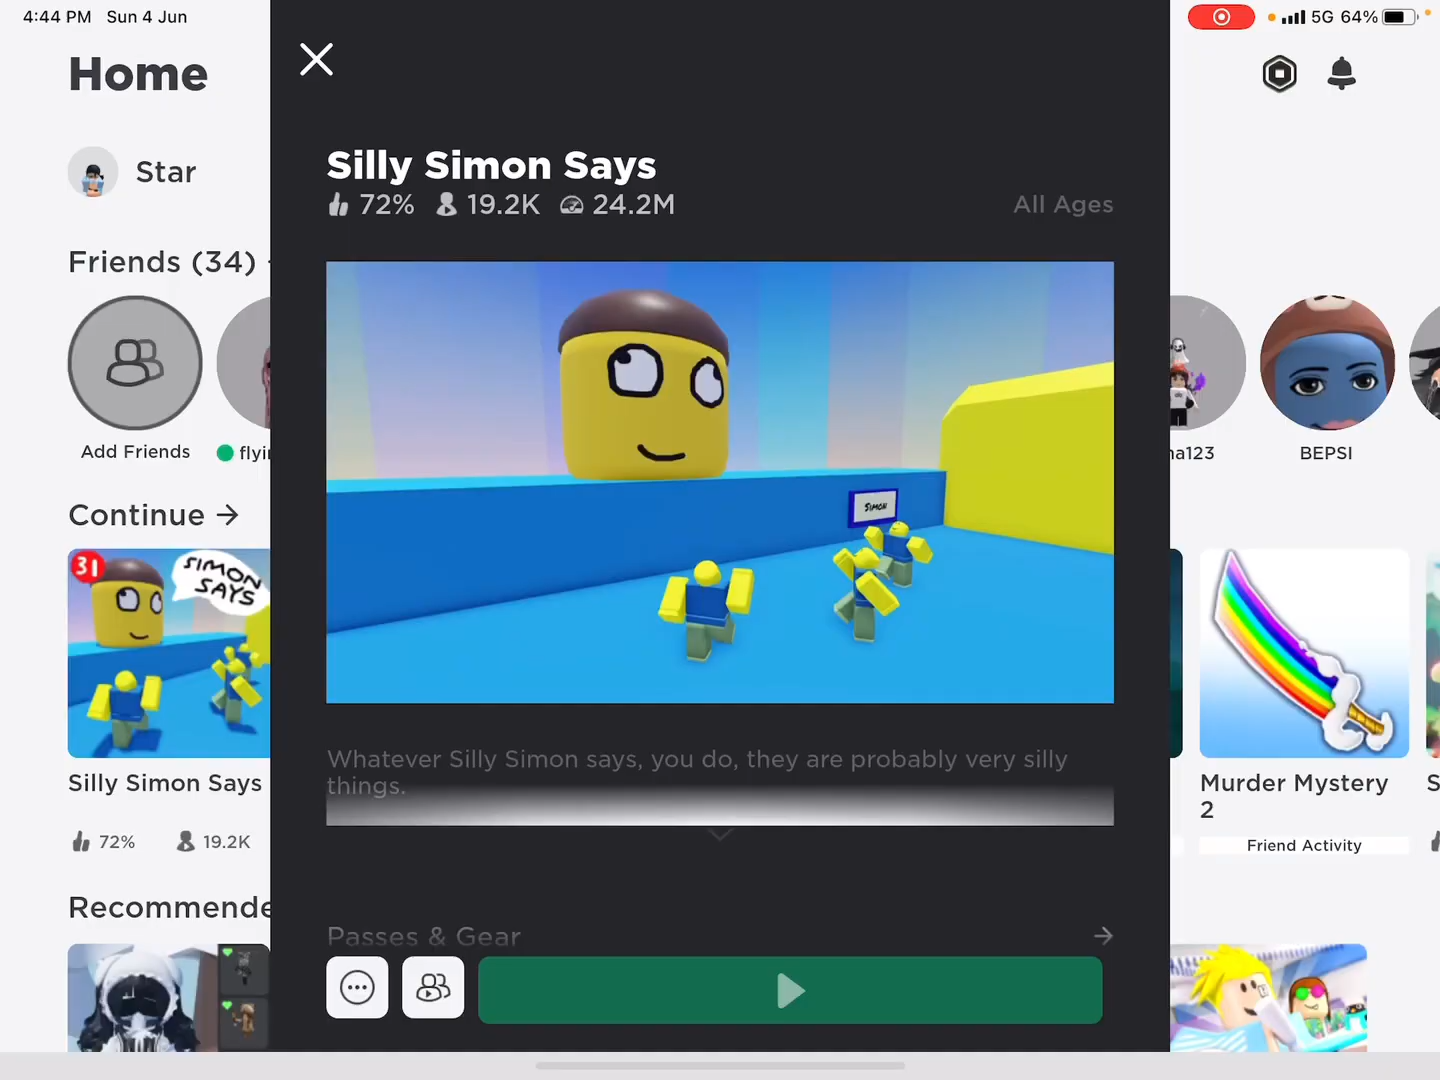 4:44 PM Sun 4 Jun
5G 64%
Home
Star
Friends (34)
Add Friends
BEPSI
Continue →
31
SIMON
SAYS
Silly Simon Says
72% 19.2K
Silly Simon Says
72% 19.2K 24.2M
All Ages
SIMON
Whatever Silly Simon says, you do, they are probably very silly
things.
Passes & Gear →
Murder Mystery
2
Friend Activity